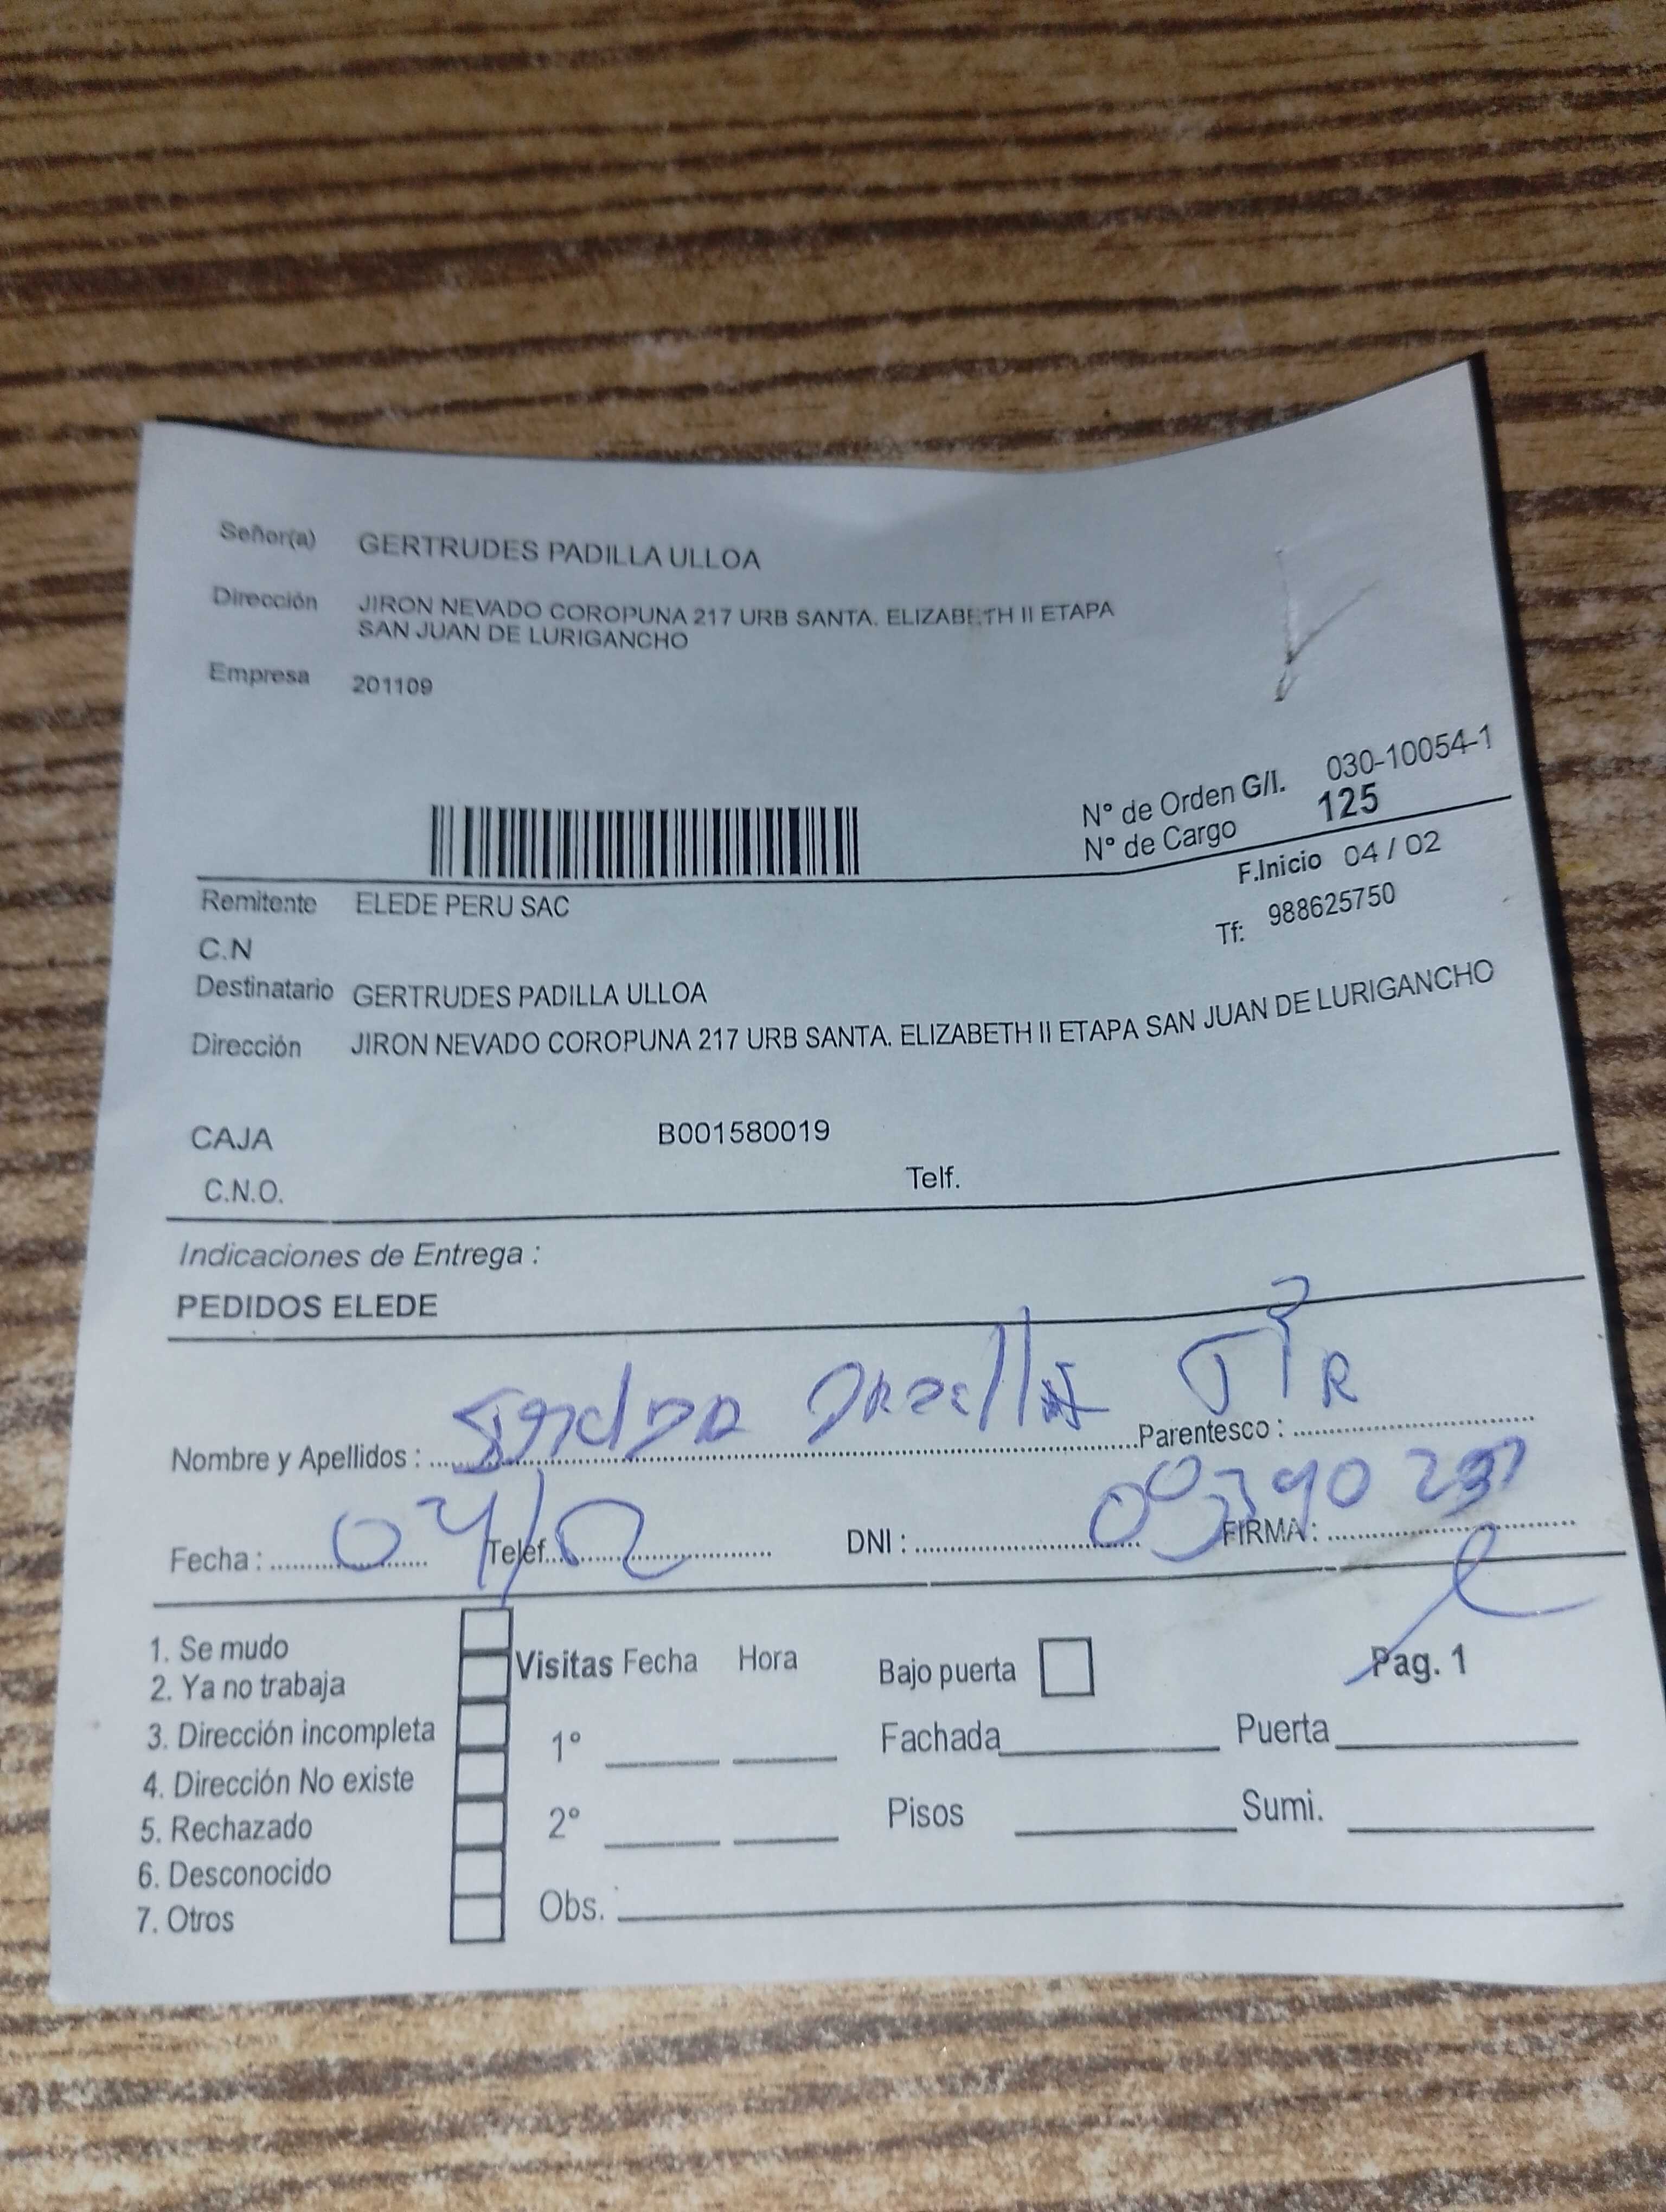 Señor(a) GERTRUDES PADILLA ULLOA
Dirección JIRON NEVADO COROPUNA 217 URB SANTA. ELIZABETH II ETAPA
SAN JUAN DE LURIGANCHO
Empresa 201109
N° de Orden G/I. 030-10054-1
N° de Cargo 125
F.Inicio 04 / 02
Remitente ELEDE PERU SAC
Tf: 988625750
C.N
Destinatario GERTRUDES PADILLA ULLOA
Dirección JIRON NEVADO COROPUNA 217 URB SANTA. ELIZABETH II ETAPA SAN JUAN DE LURIGANCHO
CAJA B001580019
C.N.O. Telf.
Indicaciones de Entrega :
PEDIDOS ELEDE
Nombre y Apellidos : Parentesco :
Fecha : 04/02 Telef. DNI : FIRMA :
1. Se mudo
2. Ya no trabaja
3. Dirección incompleta
4. Dirección No existe
5. Rechazado
6. Desconocido
7. Otros
Visitas Fecha Hora
1°
2°
Obs.
Bajo puerta Pag. 1
Fachada Puerta
Pisos Sumi.